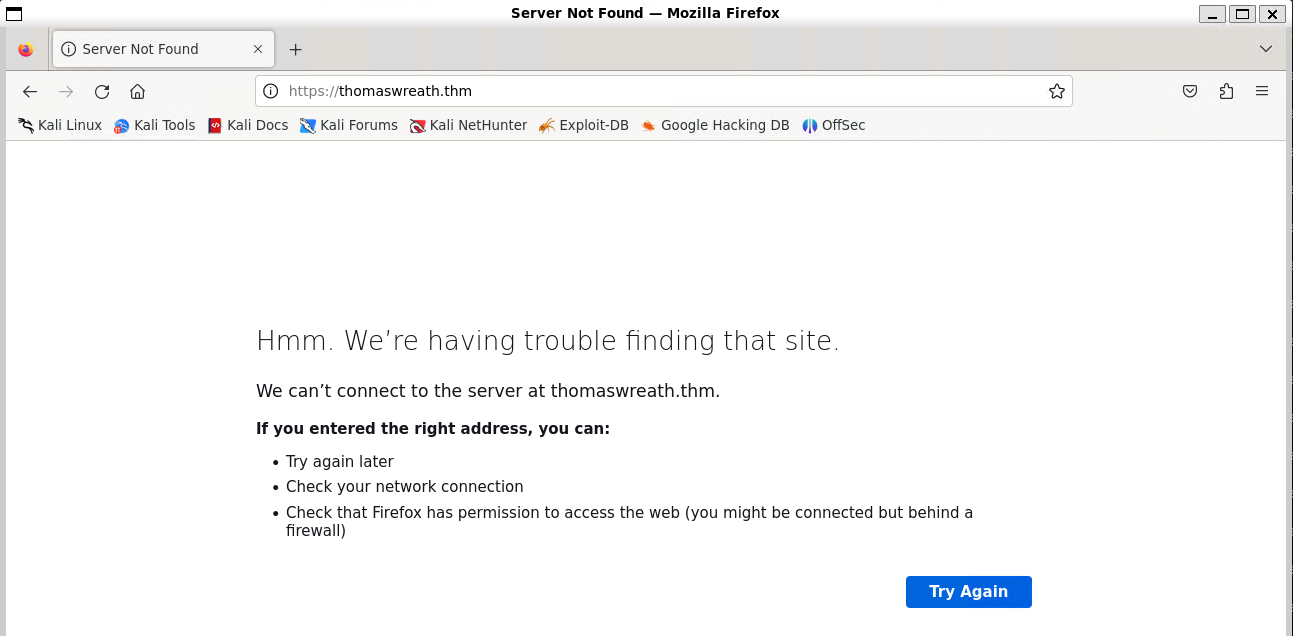 Server Not Found — Mozilla Firefox
Server Not Found
https://thomaswreath.thm
Kali Linux Kali Tools Kali Docs Kali Forums Kali NetHunter Exploit-DB Google Hacking DB OffSec
Hmm. We’re having trouble finding that site.
We can’t connect to the server at thomaswreath.thm.
If you entered the right address, you can:
• Try again later
• Check your network connection
• Check that Firefox has permission to access the web (you might be connected but behind a
firewall)
Try Again